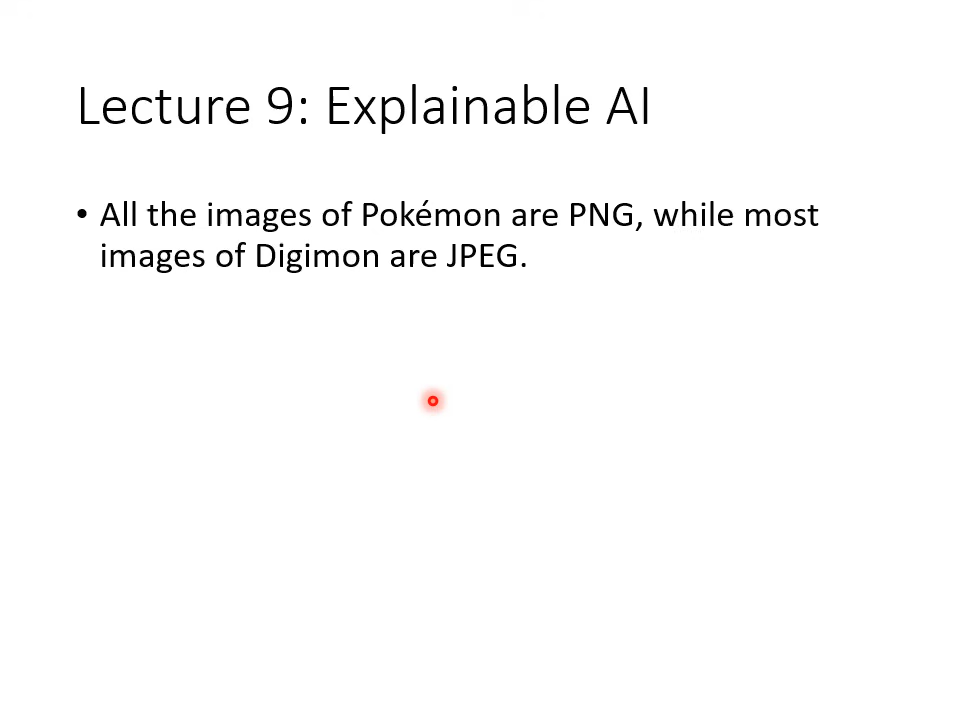 Lecture 9: Explainable AI
• All the images of Pokémon are PNG, while most
images of Digimon are JPEG.